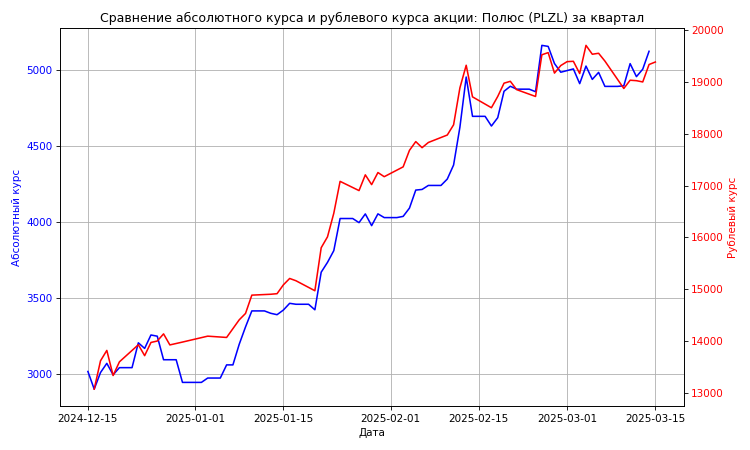 Сравнение абсолютного курса и рублевого курса акции: Полюс (PLZL) за квартал
Абсолютный курс
5000
4500
4000
3500
3000
20000
19000
18000
17000
16000
15000
14000
13000
Рублевый курс
2024-12-15 2025-01-01 2025-01-15 2025-02-01 2025-02-15 2025-03-01 2025-03-15
Дата